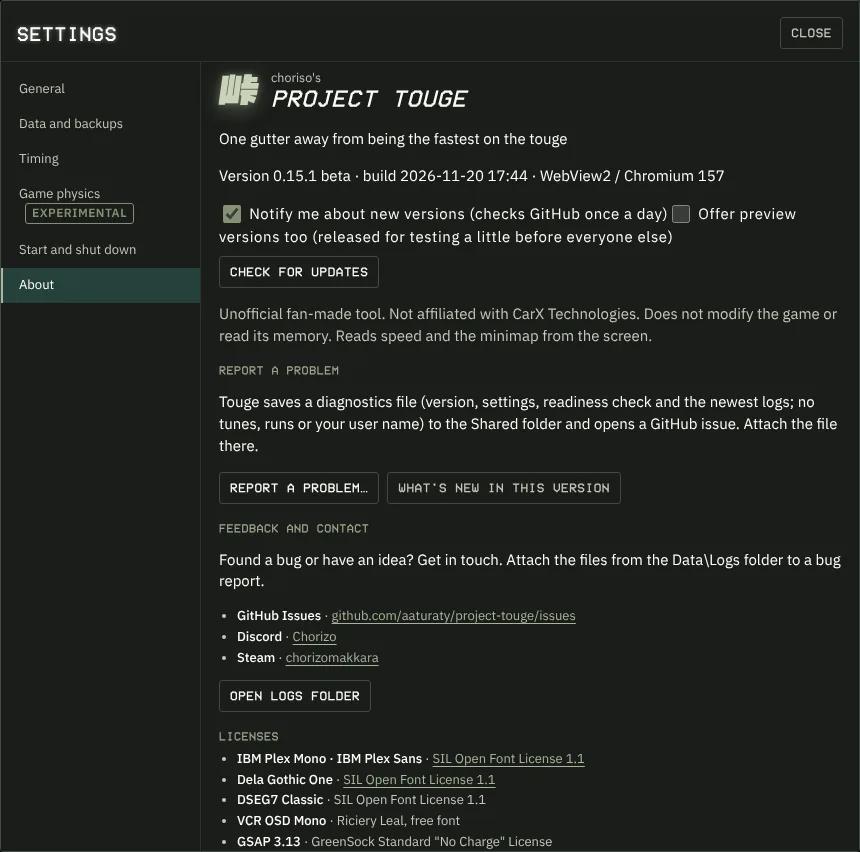 SETTINGS
CLOSE
General
Data and backups
Timing
Game physics
EXPERIMENTAL
Start and shut down
About
峠
choriso's
PROJECT TOUGE
One gutter away from being the fastest on the touge
Version 0.15.1 beta · build 2026-11-20 17:44 · WebView2 / Chromium 157
Notify me about new versions (checks GitHub once a day) Offer preview
versions too (released for testing a little before everyone else)
CHECK FOR UPDATES
Unofficial fan-made tool. Not affiliated with CarX Technologies. Does not modify the game or
read its memory. Reads speed and the minimap from the screen.
REPORT A PROBLEM
Touge saves a diagnostics file (version, settings, readiness check and the newest logs; no
tunes, runs or your user name) to the Shared folder and opens a GitHub issue. Attach the file
there.
REPORT A PROBLEM… WHAT'S NEW IN THIS VERSION
FEEDBACK AND CONTACT
Found a bug or have an idea? Get in touch. Attach the files from the Data\Logs folder to a bug
report.
• GitHub Issues · github.com/aaturaty/project-touge/issues
• Discord · Chorizo
• Steam · chorizomakkara
OPEN LOGS FOLDER
LICENSES
• IBM Plex Mono · IBM Plex Sans · SIL Open Font License 1.1
• Dela Gothic One · SIL Open Font License 1.1
• DSEG7 Classic · SIL Open Font License 1.1
• VCR OSD Mono · Riciery Leal, free font
• GSAP 3.13 · GreenSock Standard "No Charge" License